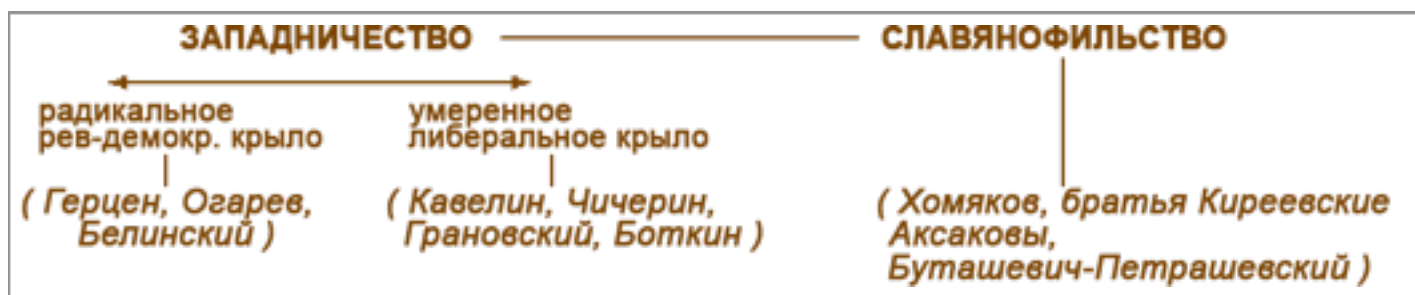 ЗАПАДНИЧЕСТВО
СЛАВЯНОФИЛЬСТВО
радикальное
рев-демокр. крыло
умеренное
либеральное крыло
( Герцен, Огарев,
Белинский )
( Кавелин, Чичерин,
Грановский, Боткин )
( Хомяков, братья Киреевские
Аксаковы,
Буташевич-Петрашевский )